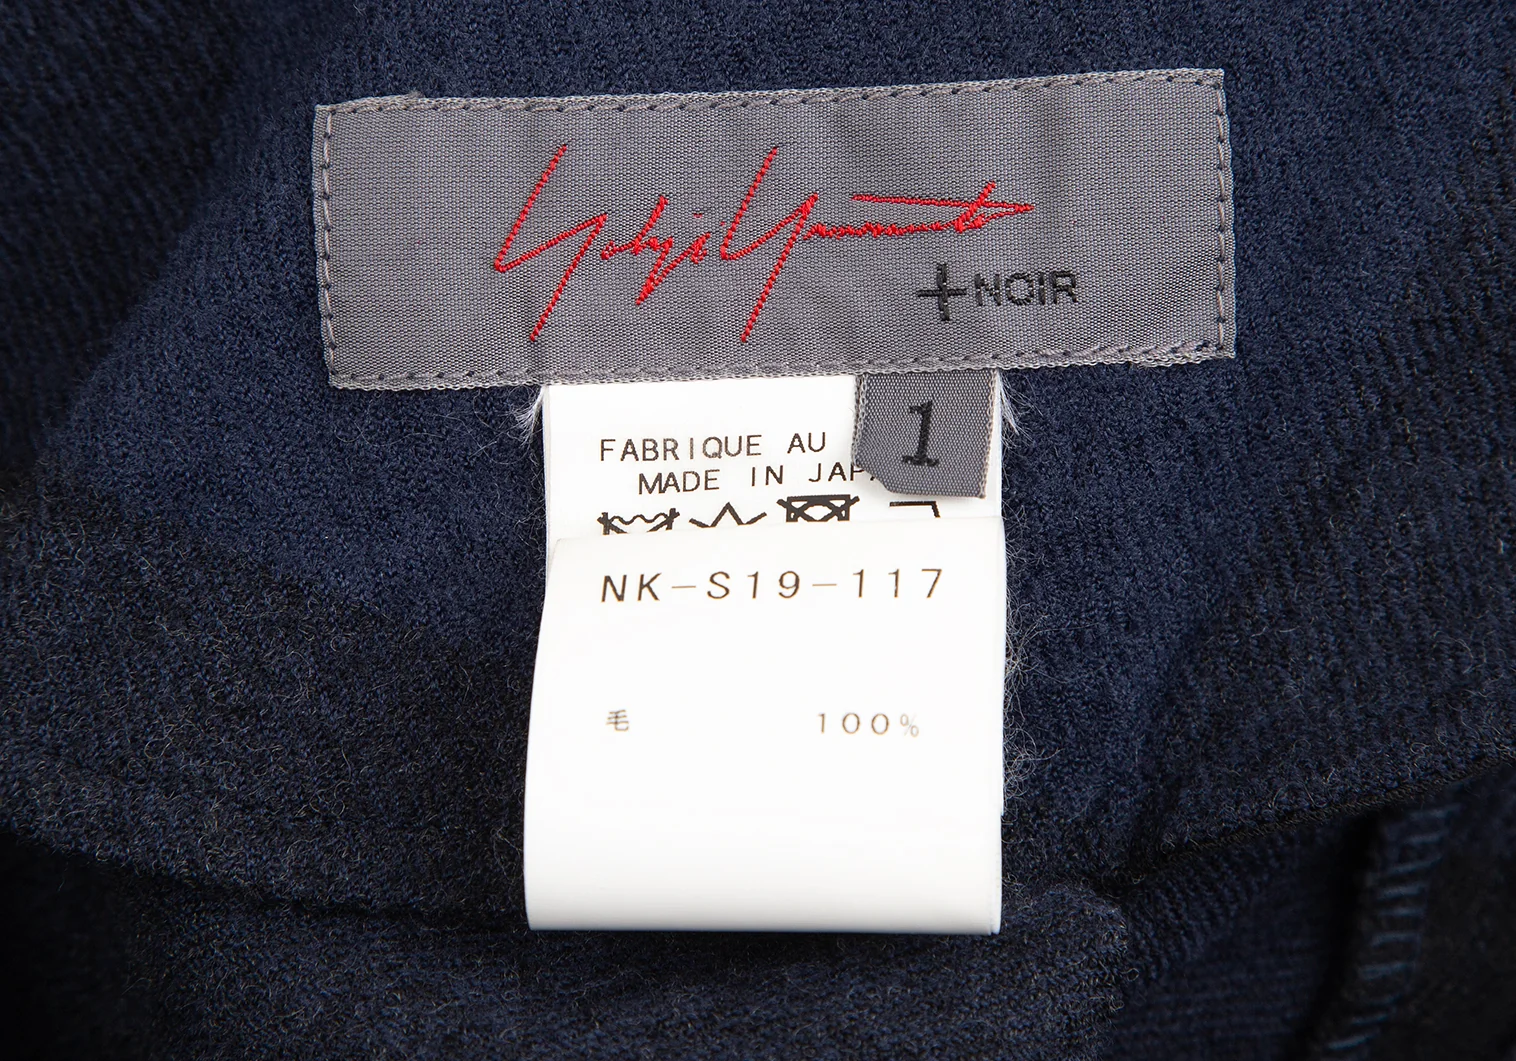 Yohji Yamamoto
+NOIR
1
FABRIQUE AU
MADE IN JAPA
NK-S19-117
毛 100%